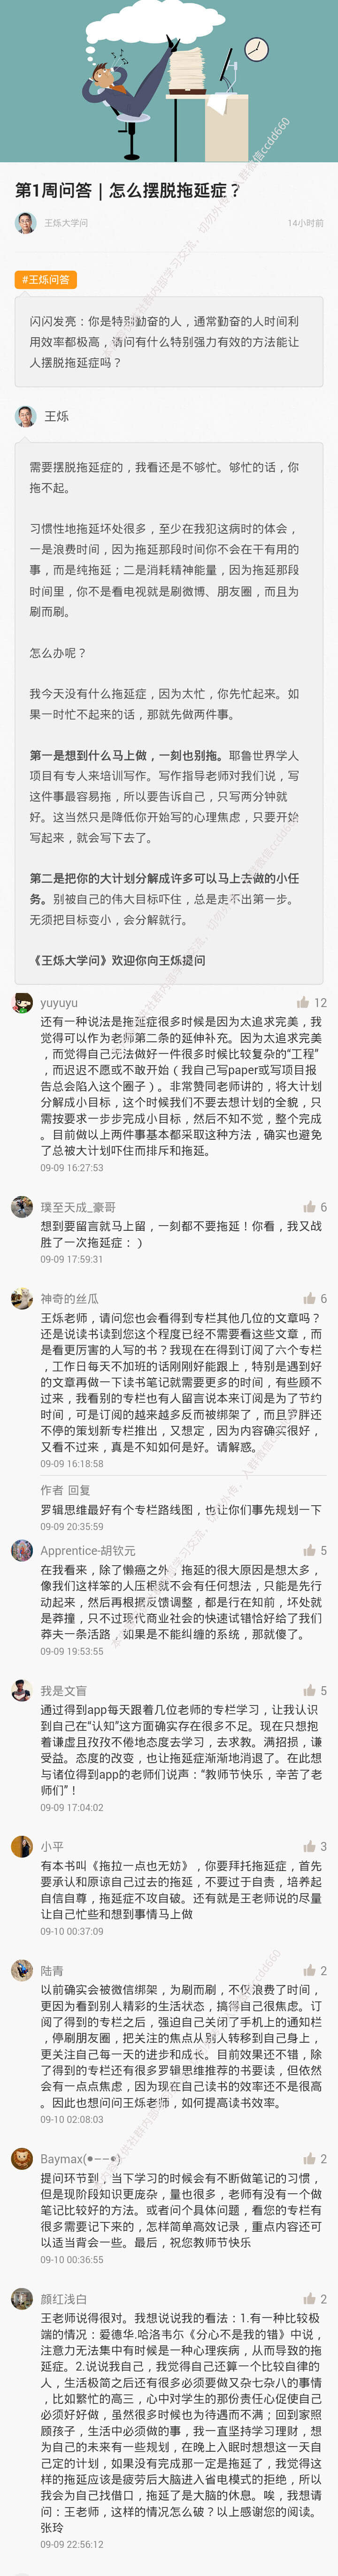 第1周问答 | 怎么摆脱拖延症？
王烁大学问
14小时前
#王烁问答
闪闪发亮：你是特别勤奋的人，通常勤奋的人时间利
用效率都极高，请问有什么特别强力有效的方法能让
人摆脱拖延症吗？
王烁
需要摆脱拖延症的，我看还是不够忙。够忙的话，你
拖不起。
习惯性地拖延坏处很多，至少在我犯这病时的体会，
一是浪费时间，因为拖延那段时间你不会在干有用的
事，而是纯拖延；二是消耗精神能量，因为拖延那段
时间里，你不是看电视就是刷微博、朋友圈，而且为
刷而刷。
怎么办呢？
我今天没有什么拖延症，因为太忙，你先忙起来。如
果一时忙不起来的话，那就先做两件事。
第一是想到什么马上做，一刻也别拖。耶鲁世界学人
项目有专人来培训写作。写作指导老师对我们说，写
这件事最容易拖，所以要告诉自己，只写两分钟就
好。这当然只是降低你开始写的心理焦虑，只要开始
写起来，就会写下去了。
第二是把你的大计划分解成许多可以马上去做的小任
务。别被自己的伟大目标吓住，总是走不出第一步。
无须把目标变小，会分解就行。
《王烁大学问》欢迎你向王烁提问
yuyuyu
12
还有一种说法是拖延症很多时候是因为太追求完美，我
觉得可以作为老师第二条的延伸补充。因为太追求完美
，而觉得自己无法做好一件很多时候比较复杂的“工程”
，而迟迟不愿或不敢开始（我自己写paper或写项目报
告总会陷入这个圈子）。非常赞同老师讲的，将大计划
分解成小目标，这个时候我们不要去想计划的全貌，只
需按要求一步步完成小目标，然后不知不觉，整个完成
。目前做以上两件事基本都采取这种方法，确实也避免
了总被大计划吓住而排斥和拖延。
09-09 16:27:53
璞至天成_豪哥
6
想到要留言就马上留，一刻都不要拖延！你看，我又战
胜了一次拖延症：）
09-09 17:59:31
神奇的丝瓜
6
王烁老师，请问您也会看得到专栏其他几位的文章吗？
还是说读书读到您这个程度已经不需要看这些文章，而
是看更厉害的人写的书？我现在在得到订阅了六个专栏
，工作日每天不加班的话刚刚好能跟上，特别是遇到好
的文章再做一下读书笔记就需要更多的时间，有些顾不
过来，我看别的专栏也有人留言说本来订阅是为了节约
时间，可是订阅的越来越多反而被绑架了，而且罗胖还
不停的策划新专栏推出，又想定，因为内容确实很好，
又看不过来，真是不知如何是好。请解惑。
09-09 16:18:58
作者 回复
罗辑思维最好有个专栏路线图，也让你们事先规划一下
09-09 20:35:59
Apprentice-胡钦元
5
在我看来，除了懒癌之外，拖延的很大原因是想太多，
像我们这样笨的人压根就不会有任何想法，只能是先行
动起来，然后再根据反馈调整，都是行在知前，坏处就
是莽撞，只不过现代商业社会的快速试错恰好给了我们
莽夫一条活路，如果是不能纠缠的系统，那就傻了。
09-09 19:53:55
我是文盲
5
通过得到app每天跟着几位老师的专栏学习，让我认识
到自己在“认知”这方面确实存在很多不足。现在只想抱
着谦虚且孜孜不倦地态度去学习，去求教。满招损，谦
受益。态度的改变，也让拖延症渐渐地消退了。在此想
与诸位得到app的老师们说声：“教师节快乐，辛苦了老
师们”！
09-09 17:04:02
小平
3
有本书叫《拖拉一点也无妨》，你要拜托拖延症，首先
要承认和原谅自己过去的拖延，不要过于自责，培养起
自信自尊，拖延症不攻自破。还有就是王老师说的尽量
让自己忙些和想到事情马上做
09-10 00:37:09
陆青
2
以前确实会被微信绑架，为刷而刷，不仅浪费了时间，
更因为看到别人精彩的生活状态，搞得自己很焦虑。订
阅了得到的专栏之后，强迫自己关闭了手机上的通知栏
，停刷朋友圈，把关注的焦点从别人转移到自己身上，
更关注自己每一天的进步和成长。目前效果还不错，除
了得到的专栏还有很多罗辑思维推荐的书要读，但依然
会有一点点焦虑，因为现在自己读书的效率还不是很高
。因此也想问问王烁老师，如何提高读书效率。
09-10 02:08:03
Baymax(●——●)
2
提问环节到，当下学习的时候会有不断做笔记的习惯，
但是现阶段知识更庞杂，量也很多，老师有没有一个做
笔记比较好的方法。或者问个具体问题，看您的专栏有
很多需要记下来的，怎样简单高效记录，重点内容还可
以适当背会一些。最后，祝您教师节快乐
09-10 00:36:55
颜红浅白
2
王老师说得很对。我想说说我的看法：1.有一种比较极
端的情况：爱德华.哈洛韦尔《分心不是我的错》中说，
注意力无法集中有时候是一种心理疾病，从而导致的拖
延症。2.说说我自己，我觉得自己还算一个比较自律的
人，生活极简之后还有很多必须要做又杂七杂八的事情
，比如繁忙的高三，心中对学生的那份责任心促使自己
必须好好做，虽然很多时候也为待遇而不满；回到家照
顾孩子，生活中必须做的事，我一直坚持学习理财，想
为自己的未来有一些规划，在晚上入眠时想想这一天自
己定的计划，如果没有完成那一定是拖延了，我觉得这
样的拖延应该是疲劳后大脑进入省电模式的拒绝，所以
我会为自己找借口，拖延了是大脑的休息。唉，我想请
问：王老师，这样的情况怎么破？以上感谢您的阅读。
张玲
09-09 22:56:12